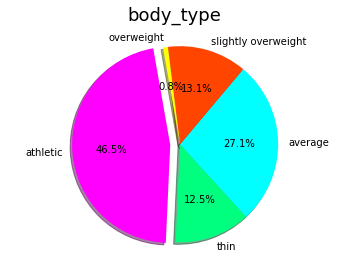 body_type
overweight
slightly overweight
0.8%
13.1%
athletic
46.5%
27.1%
average
12.5%
thin